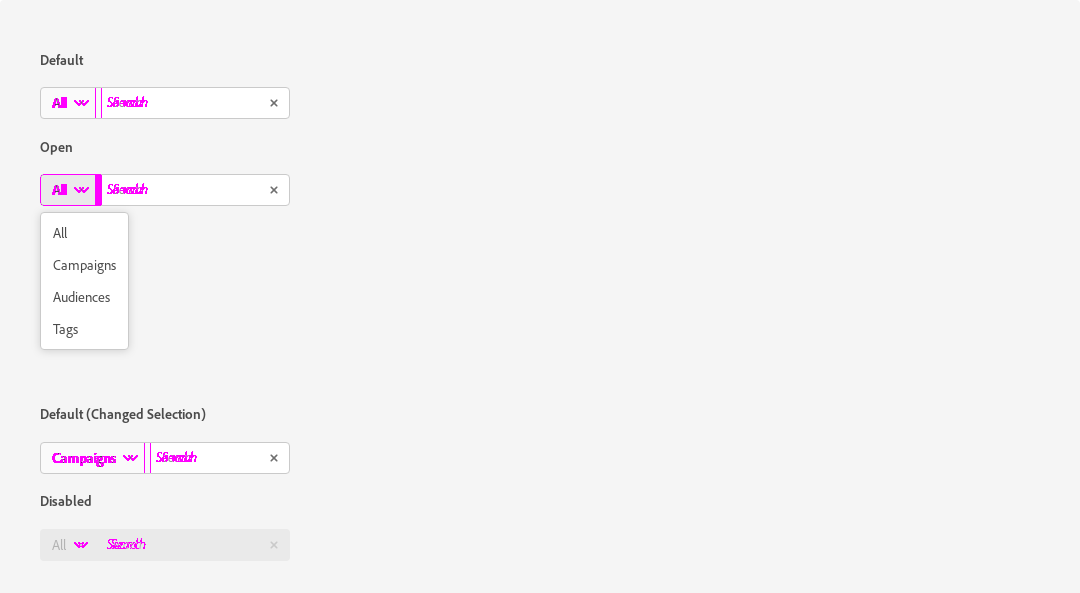 Default
All Search
Open
All Search
All
Campaigns
Audiences
Tags
Default (Changed Selection)
Campaigns Search
Disabled
All Search